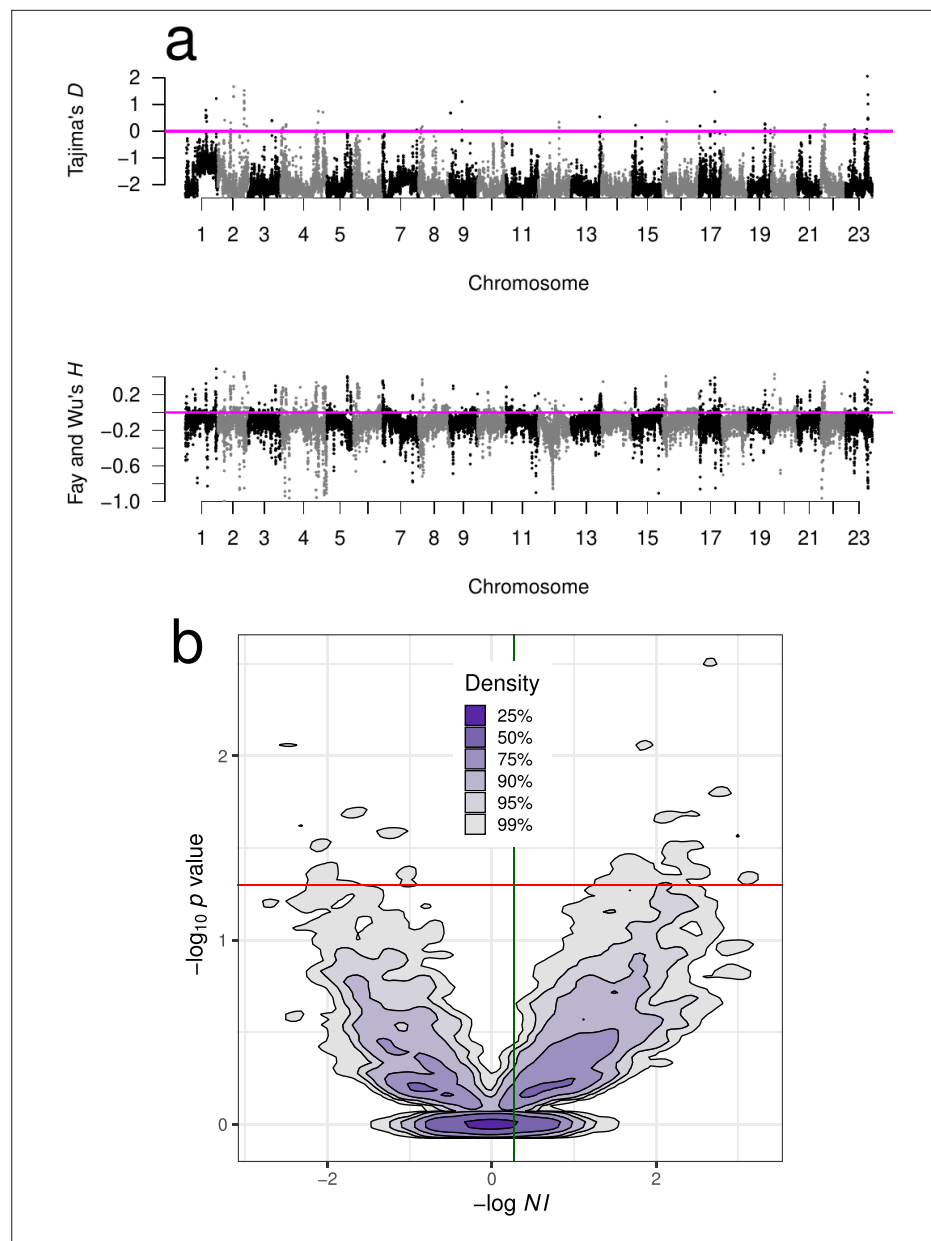 a
Tajima's D
2
1
0
−1
−2
1 2 3 4 5 7 8 9 11 13 15 17 19 21 23
Chromosome
Fay and Wu's H
0.2
−0.2
−0.6
−1.0
1 2 3 4 5 7 8 9 11 13 15 17 19 21 23
Chromosome
b
Density
25%
50%
75%
90%
95%
99%
−log10 p value
2
1
0
−2 0 2
−log NI